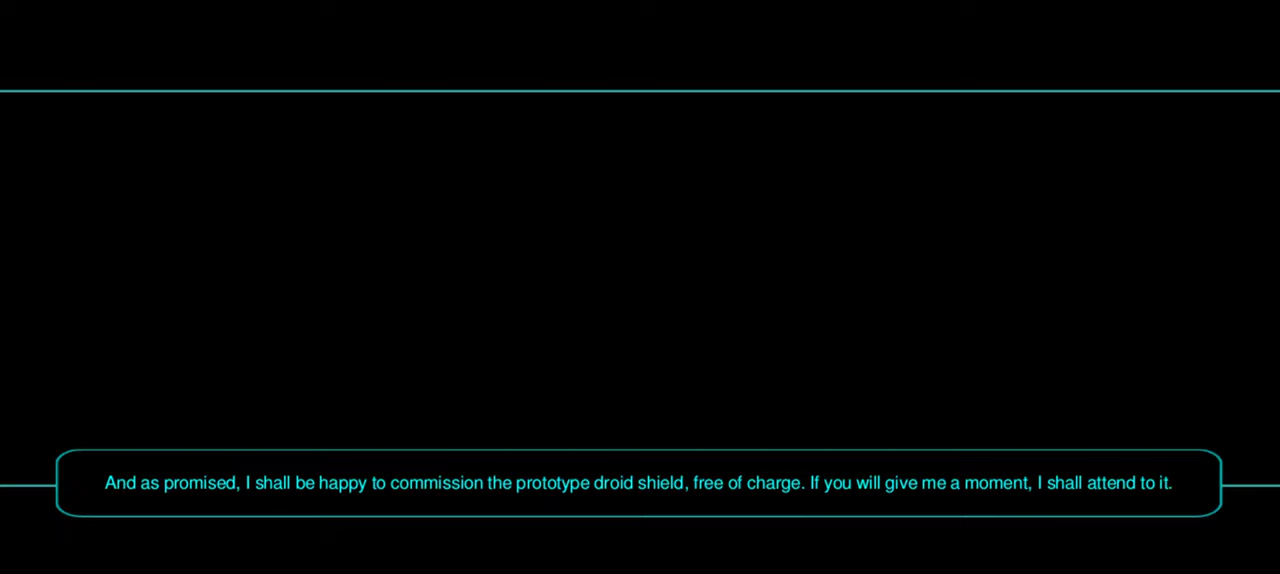 And as promised, I shall be happy to commission the prototype droid shield, free of charge. If you will give me a moment, I shall attend to it.